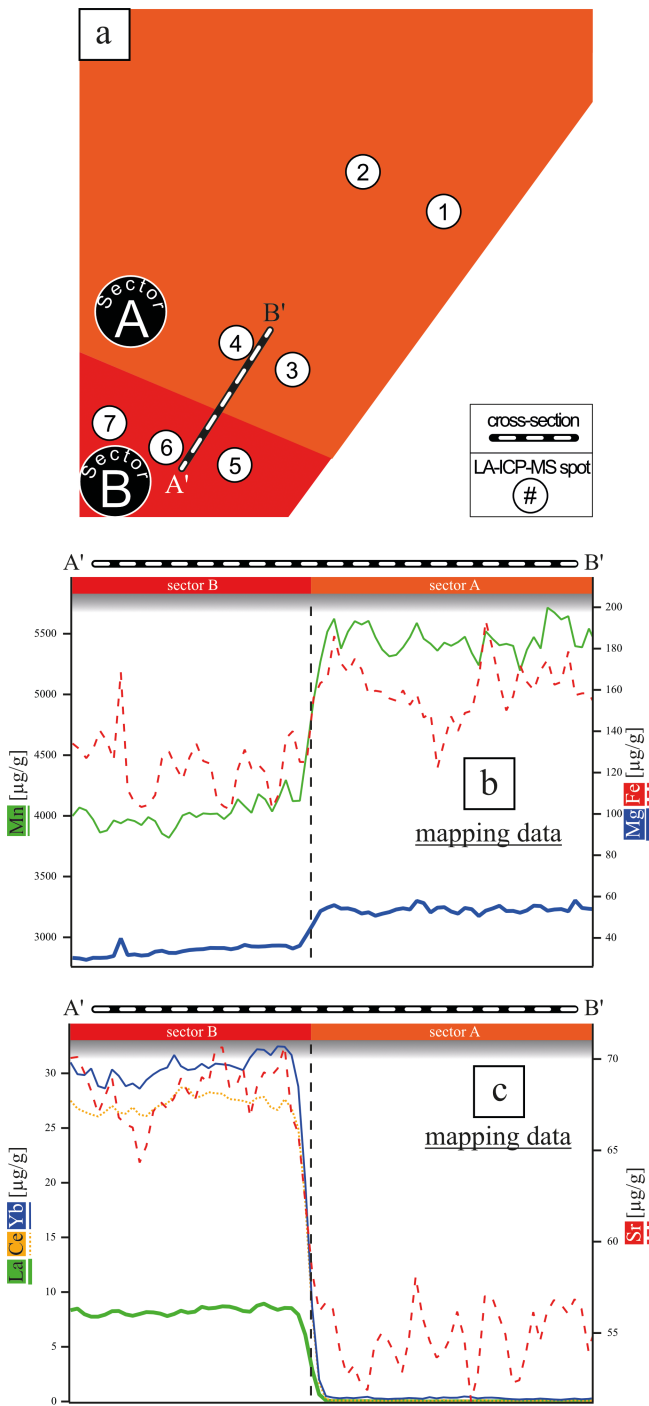 a
2
1
Sector
A
B'
4
3
7
6
5
Sector
B
A'
cross-section
LA-ICP-MS spot
#
A' B'
sector B sector A
5500
5000
4500
4000
3500
3000
Mn [µg/g]
200
180
160
140
120
100
80
60
40
Mg Fe [µg/g]
b
mapping data
A' B'
sector B sector A
30
25
20
15
10
5
0
La Ce Yb [µg/g]
70
65
60
55
Sr [µg/g]
c
mapping data